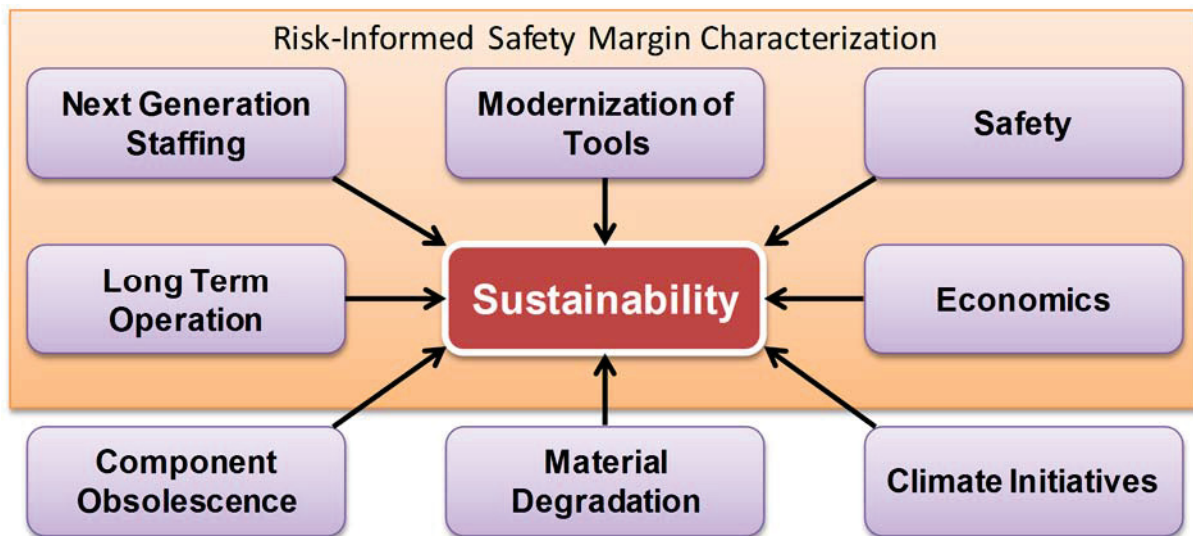 Risk-Informed Safety Margin Characterization
Next Generation
Staffing
Modernization of
Tools
Safety
Long Term
Operation
Sustainability
Economics
Component
Obsolescence
Material
Degradation
Climate Initiatives